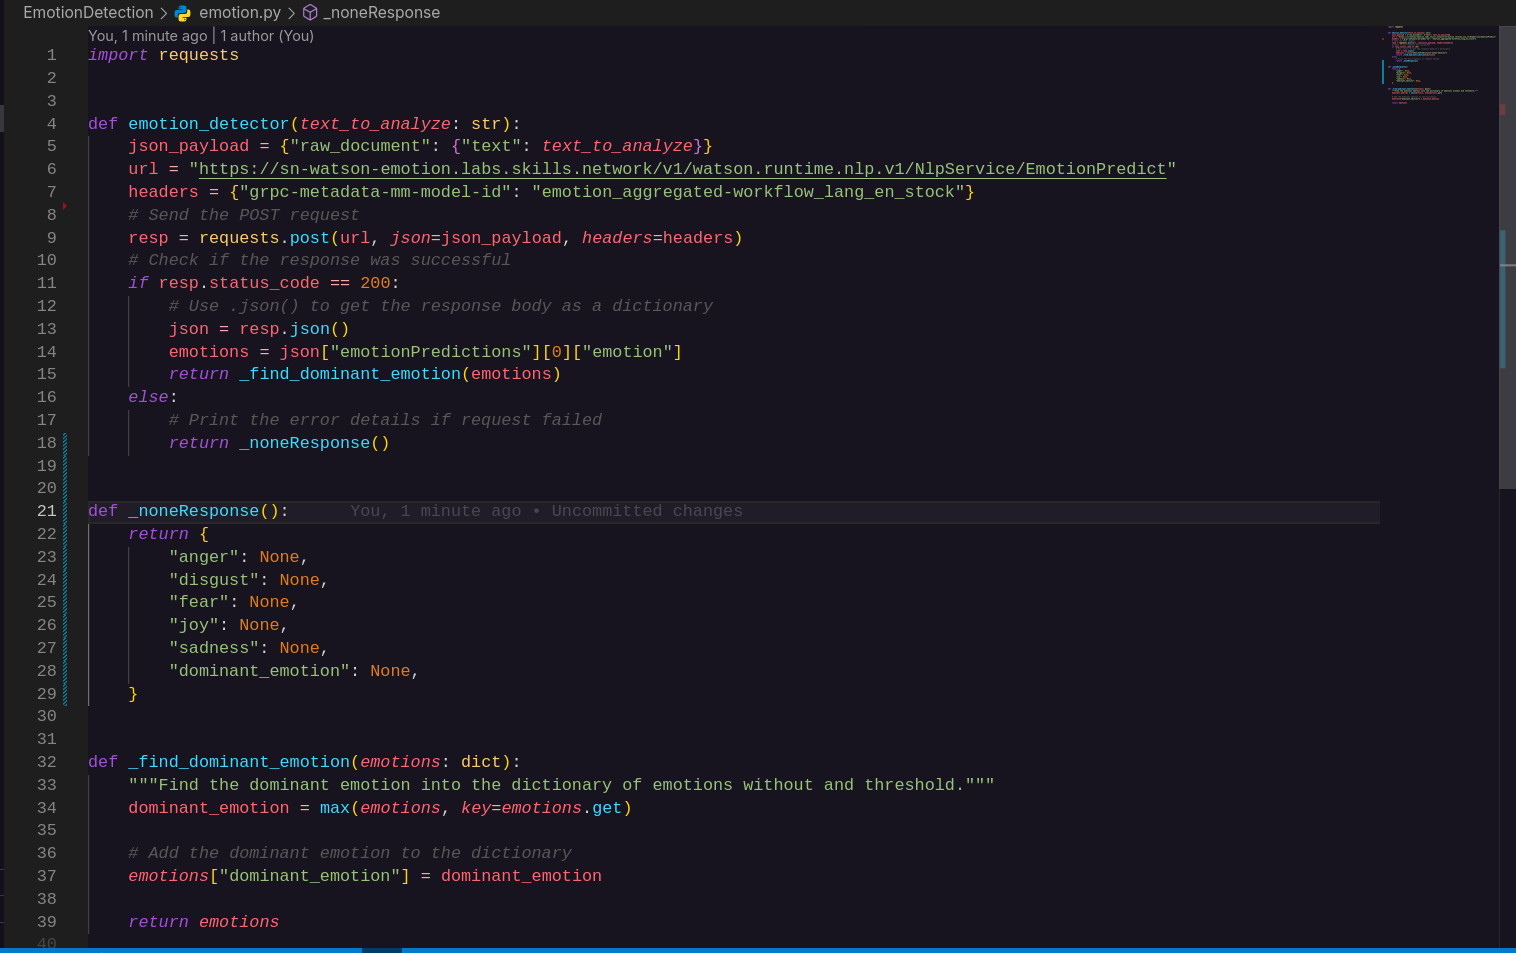 EmotionDetection > emotion.py > _noneResponse
You, 1 minute ago | 1 author (You)
1 import requests
2
3
4 def emotion_detector(text_to_analyze: str):
5     json_payload = {"raw_document": {"text": text_to_analyze}}
6     url = "https://sn-watson-emotion.labs.skills.network/v1/watson.runtime.nlp.v1/NlpService/EmotionPredict"
7     headers = {"grpc-metadata-mm-model-id": "emotion_aggregated-workflow_lang_en_stock"}
8     # Send the POST request
9     resp = requests.post(url, json=json_payload, headers=headers)
10     # Check if the response was successful
11     if resp.status_code == 200:
12         # Use .json() to get the response body as a dictionary
13         json = resp.json()
14         emotions = json["emotionPredictions"][0]["emotion"]
15         return _find_dominant_emotion(emotions)
16     else:
17         # Print the error details if request failed
18         return _noneResponse()
19
20
21 def _noneResponse():      You, 1 minute ago • Uncommitted changes
22     return {
23         "anger": None,
24         "disgust": None,
25         "fear": None,
26         "joy": None,
27         "sadness": None,
28         "dominant_emotion": None,
29     }
30
31
32 def _find_dominant_emotion(emotions: dict):
33     """Find the dominant emotion into the dictionary of emotions without and threshold."""
34     dominant_emotion = max(emotions, key=emotions.get)
35
36     # Add the dominant emotion to the dictionary
37     emotions["dominant_emotion"] = dominant_emotion
38
39     return emotions
40